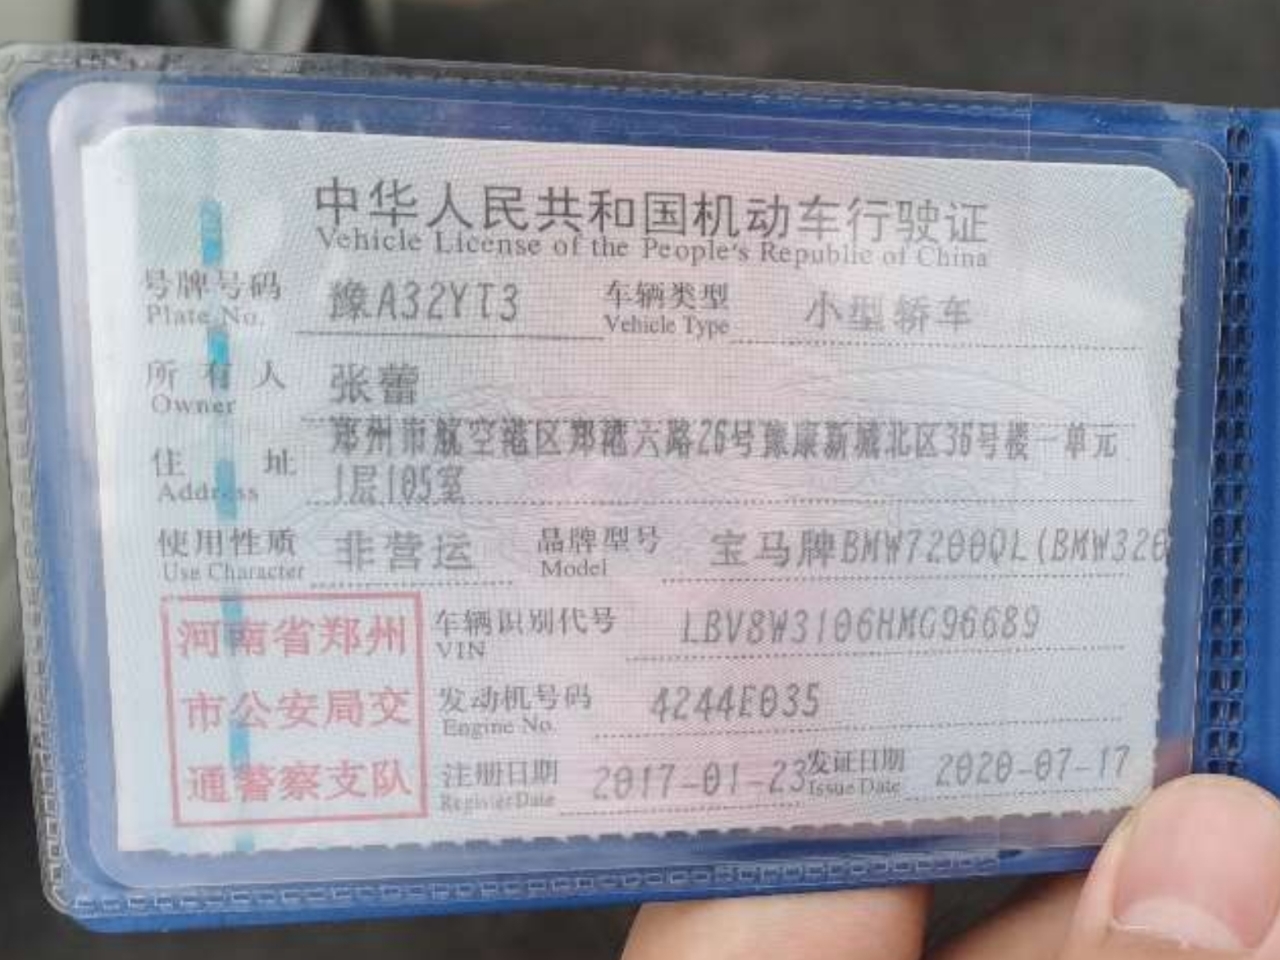 中华人民共和国机动车行驶证
Vehicle License of the People's Republic of China
号牌号码 豫A32YT3 车辆类型 小型轿车
Plate No. Vehicle Type
所有人 张蕾
Owner
住址 郑州市航空港区郑港六路26号豫康新城北区36号楼一单元
Address 1层105室
使用性质 非营运 品牌型号 宝马牌BMW7200QL(BMW320
Use Character Model
河南省郑州 车辆识别代号 LBV8W3106HMG96689
VIN
市公安局交 发动机号码 4244E035
Engine No.
通警察支队 注册日期 2017-01-23 发证日期 2020-07-17
Register Date Issue Date